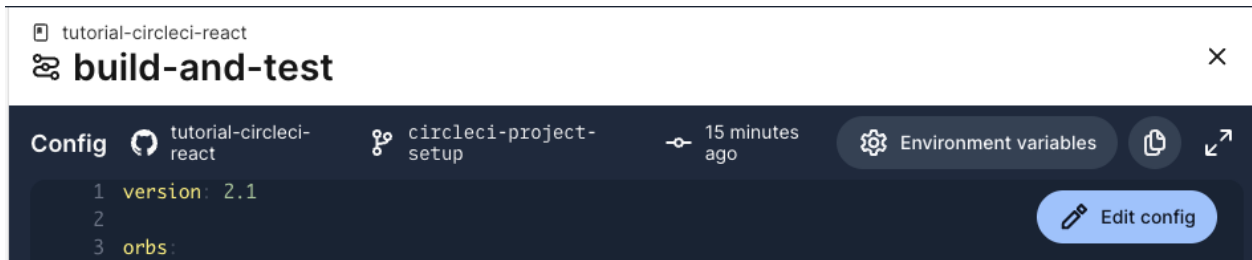 tutorial-circleci-react
build-and-test
Config
tutorial-circleci-
react
circleci-project-
setup
15 minutes
ago
Environment variables
1 version: 2.1
2
3 orbs:
Edit config